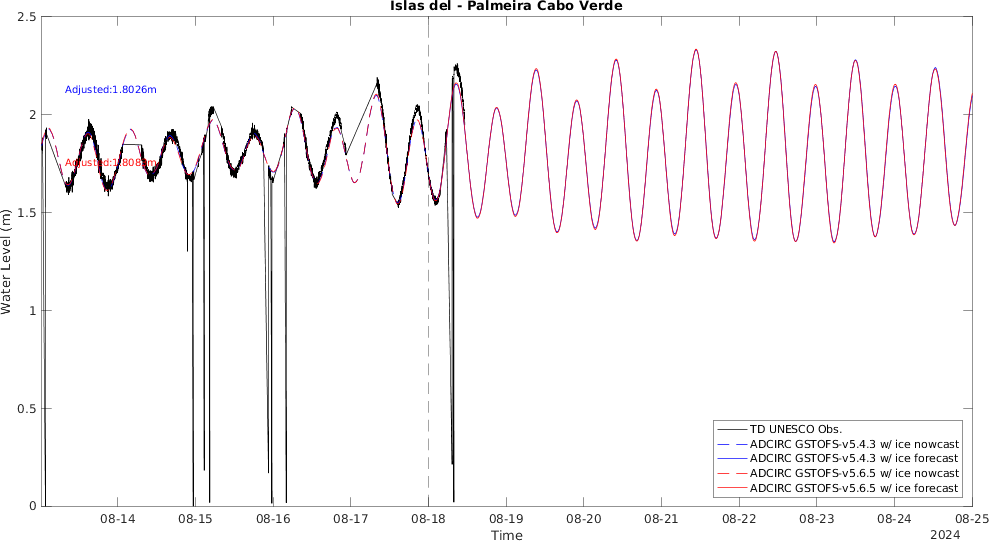 Islas del - Palmeira Cabo Verde
2.5
2
1.5
1
0.5
0
Water Level (m)
Adjusted:1.8026m
08-14 08-15 08-16 08-17 08-18 08-19 08-20 08-21 08-22 08-23 08-24 08-25
Time
2024
TD UNESCO Obs.
ADCIRC GSTOFS-v5.4.3 w/ ice nowcast
ADCIRC GSTOFS-v5.4.3 w/ ice forecast
ADCIRC GSTOFS-v5.6.5 w/ ice nowcast
ADCIRC GSTOFS-v5.6.5 w/ ice forecast